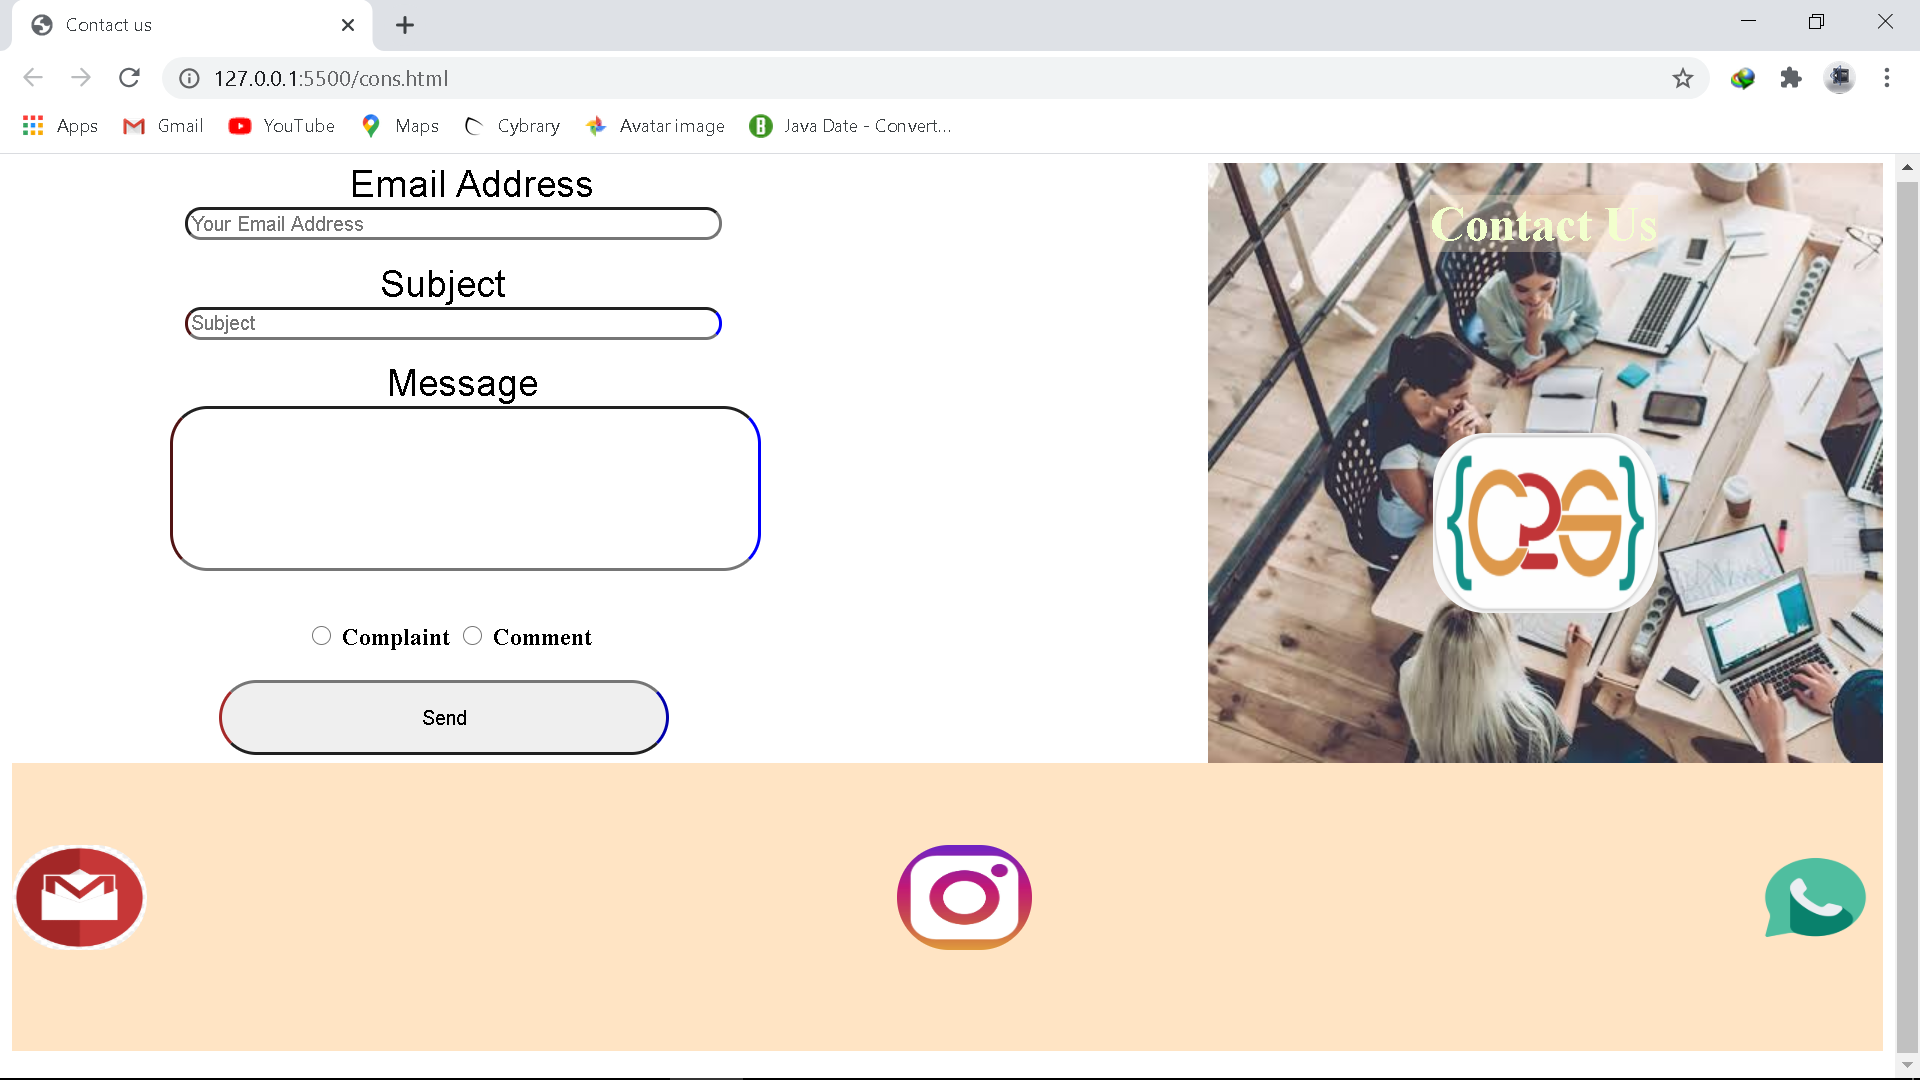 Contact us
127.0.0.1:5500/cons.html
Apps
Gmail
YouTube
Maps
Cybrary
Avatar image
Java Date - Convert...
Email Address
Your Email Address
Subject
Subject
Message
Complaint
Comment
Send
Contact Us
{C2S}